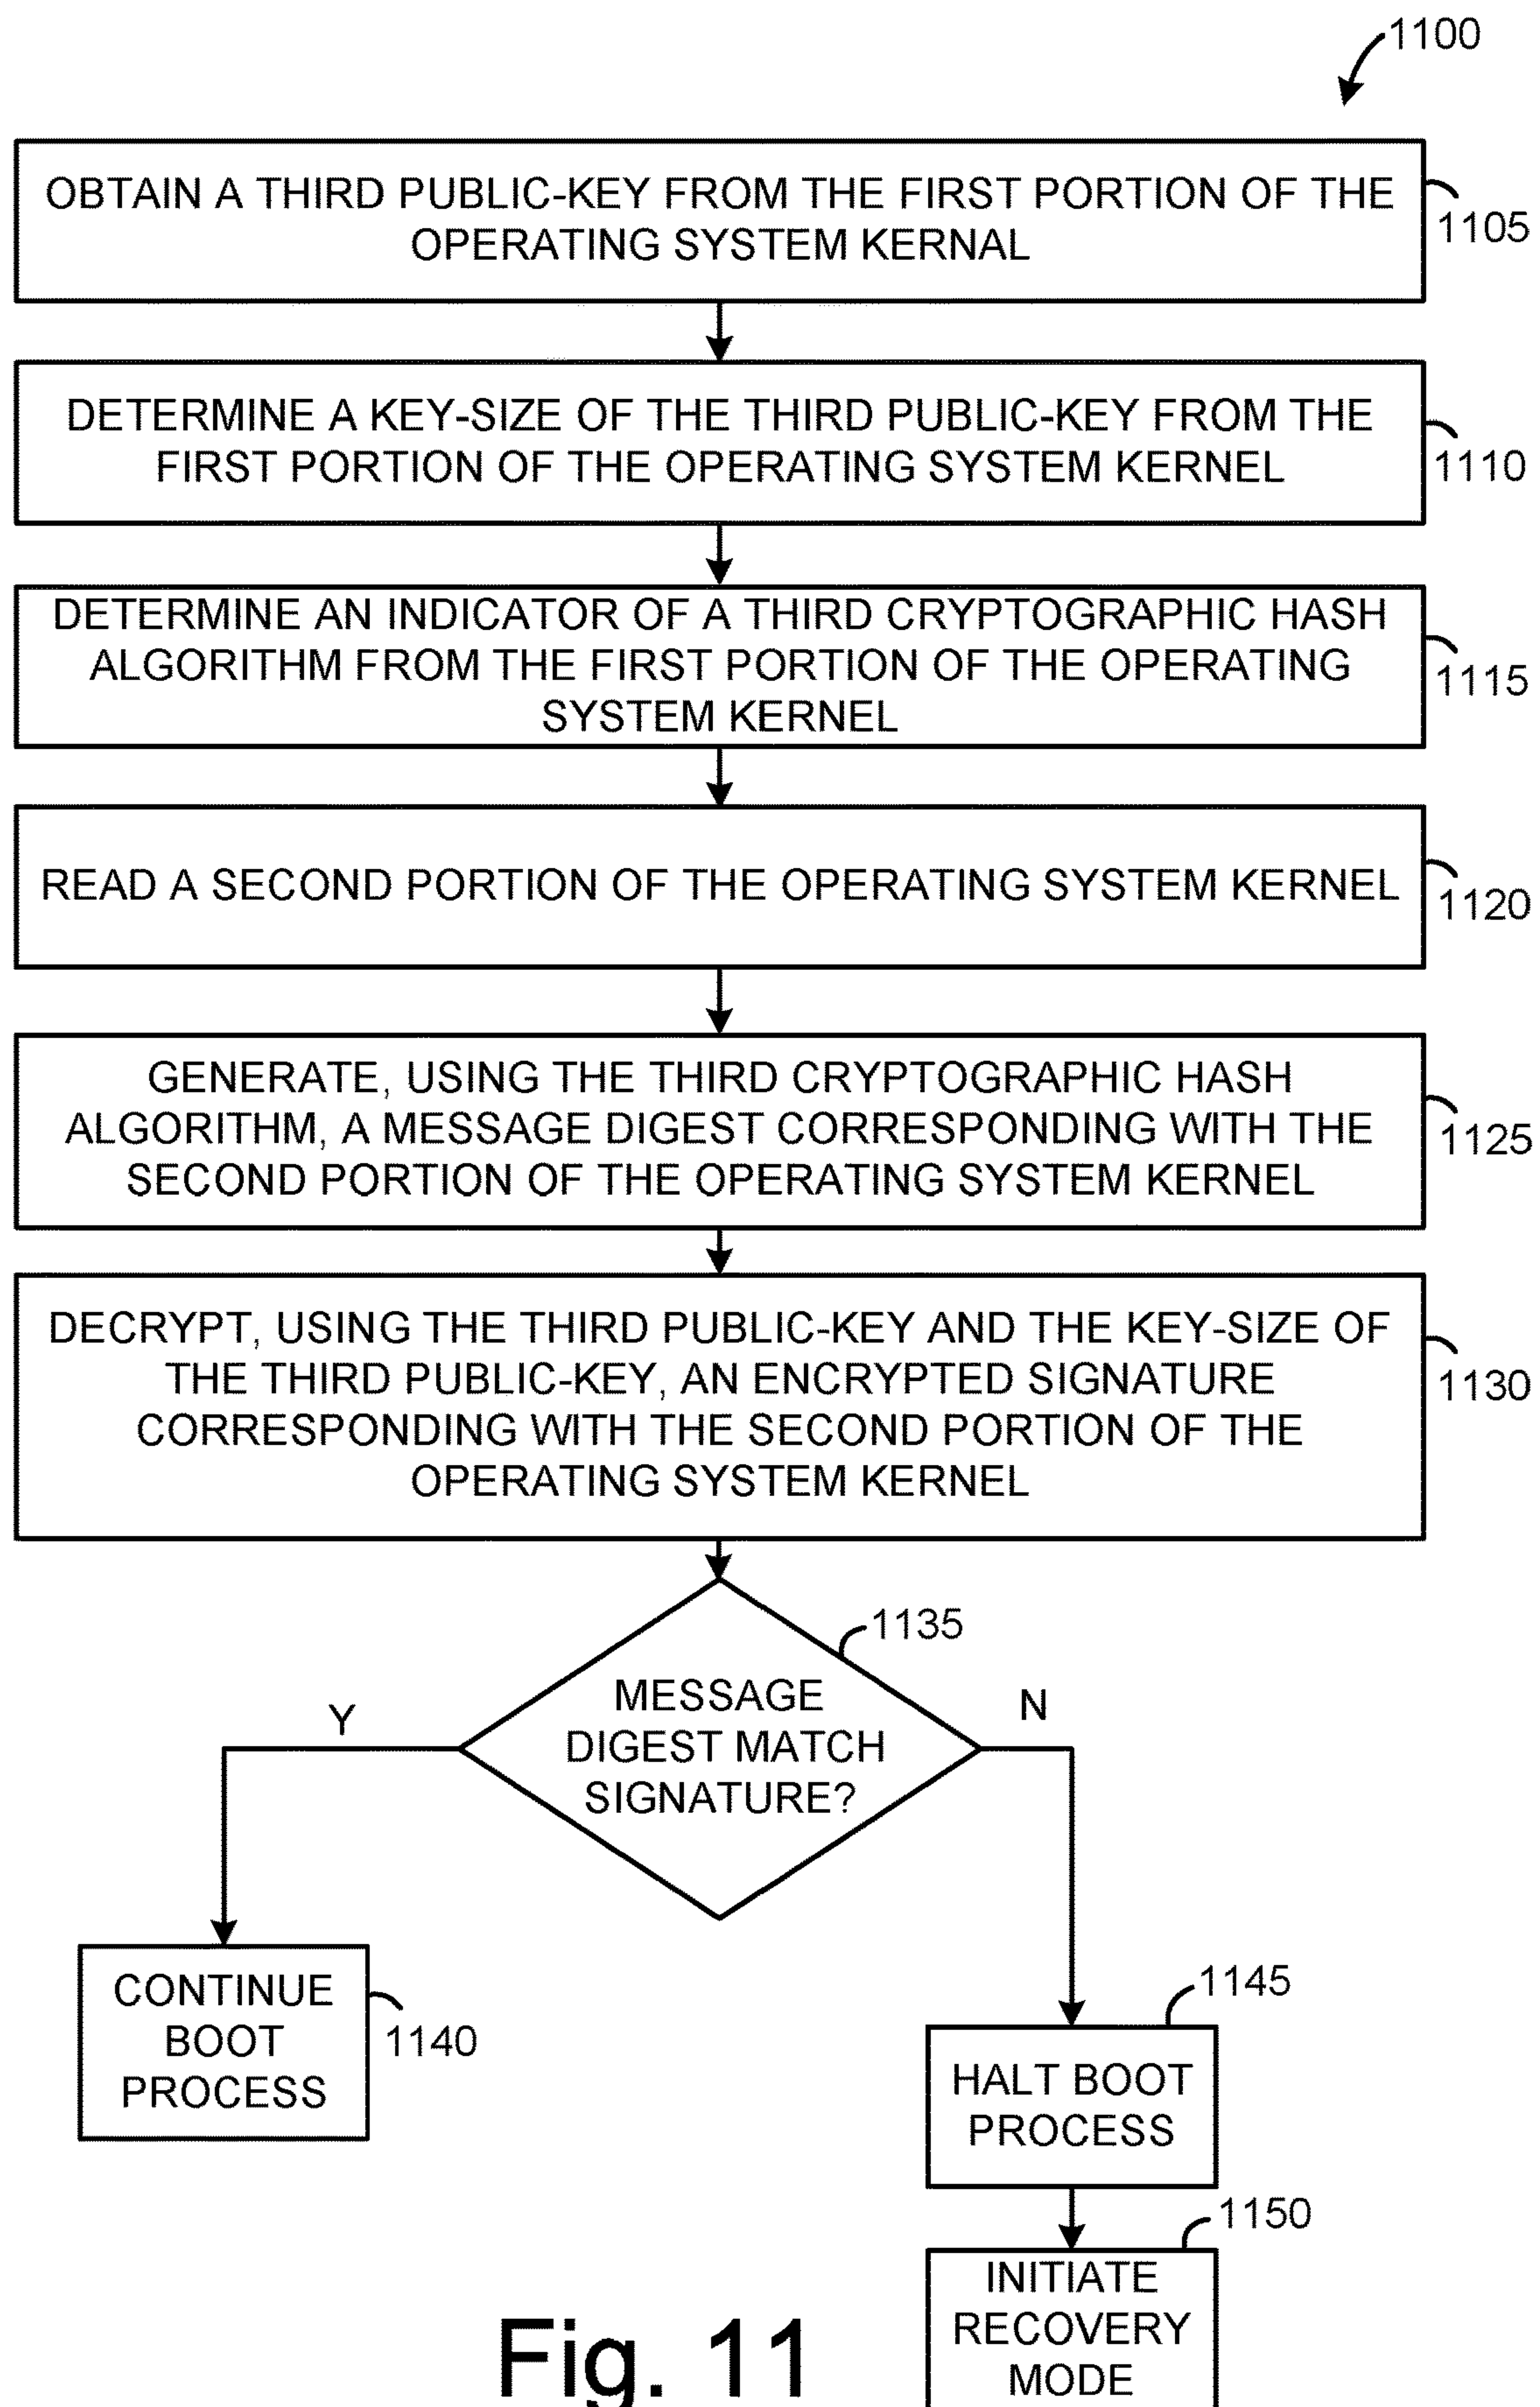 1100
OBTAIN A THIRD PUBLIC-KEY FROM THE FIRST PORTION OF THE
OPERATING SYSTEM KERNAL
1105
DETERMINE A KEY-SIZE OF THE THIRD PUBLIC-KEY FROM THE
FIRST PORTION OF THE OPERATING SYSTEM KERNEL
1110
DETERMINE AN INDICATOR OF A THIRD CRYPTOGRAPHIC HASH
ALGORITHM FROM THE FIRST PORTION OF THE OPERATING
SYSTEM KERNEL
1115
READ A SECOND PORTION OF THE OPERATING SYSTEM KERNEL
1120
GENERATE, USING THE THIRD CRYPTOGRAPHIC HASH
ALGORITHM, A MESSAGE DIGEST CORRESPONDING WITH THE
SECOND PORTION OF THE OPERATING SYSTEM KERNEL
1125
DECRYPT, USING THE THIRD PUBLIC-KEY AND THE KEY-SIZE OF
THE THIRD PUBLIC-KEY, AN ENCRYPTED SIGNATURE
CORRESPONDING WITH THE SECOND PORTION OF THE
OPERATING SYSTEM KERNEL
1130
1135
MESSAGE
DIGEST MATCH
SIGNATURE?
Y
N
CONTINUE
BOOT
PROCESS
1140
1145
HALT BOOT
PROCESS
1150
INITIATE
RECOVERY
MODE
Fig. 11